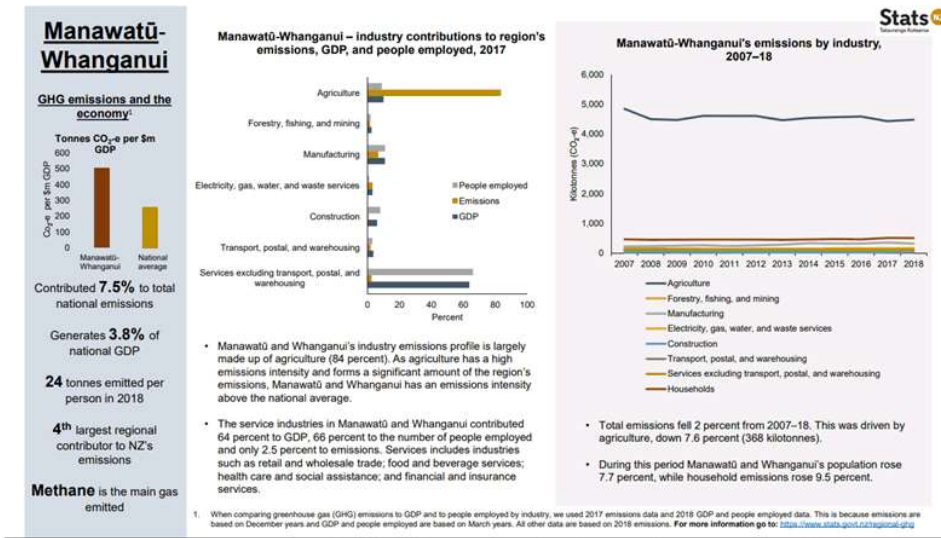 Manawatū-
Whanganui
GHG emissions and the
economy¹
Tonnes CO₂-e per $m
GDP
Co₂-e per $m GDP
600
500
400
300
200
100
0
Manawatū-
Whanganui
National
average
Contributed 7.5% to total
national emissions
Generates 3.8% of
national GDP
24 tonnes emitted per
person in 2018
4th largest regional
contributor to NZ's
emissions
Methane is the main gas
emitted
Manawatū-Whanganui – industry contributions to region's
emissions, GDP, and people employed, 2017
Agriculture
Forestry, fishing, and mining
Manufacturing
Electricity, gas, water, and waste services
Construction
Transport, postal, and warehousing
Services excluding transport, postal, and
warehousing
People employed
Emissions
GDP
0 20 40 60 80 100
Percent
• Manawatū and Whanganui's industry emissions profile is largely
made up of agriculture (84 percent). As agriculture has a high
emissions intensity and forms a significant amount of the region's
emissions, Manawatū and Whanganui has an emissions intensity
above the national average.
• The service industries in Manawatū and Whanganui contributed
64 percent to GDP, 66 percent to the number of people employed
and only 2.5 percent to emissions. Services includes industries
such as retail and wholesale trade; food and beverage services;
health care and social assistance; and financial and insurance
services.
Stats NZ
Tatauranga Aotearoa
Manawatū-Whanganui's emissions by industry,
2007–18
Kilotonnes (CO₂-e)
6,000
5,000
4,000
3,000
2,000
1,000
0
2007 2008 2009 2010 2011 2012 2013 2014 2015 2016 2017 2018
Agriculture
Forestry, fishing, and mining
Manufacturing
Electricity, gas, water, and waste services
Construction
Transport, postal, and warehousing
Services excluding transport, postal, and warehousing
Households
• Total emissions fell 2 percent from 2007–18. This was driven by
agriculture, down 7.6 percent (368 kilotonnes).
• During this period Manawatū and Whanganui's population rose
7.7 percent, while household emissions rose 9.5 percent.
1. When comparing greenhouse gas (GHG) emissions to GDP and to people employed by industry, we used 2017 emissions data and 2018 GDP and people employed data. This is because emissions are
based on December years and GDP and people employed are based on March years. All other data are based on 2018 emissions. For more information go to: https://www.stats.govt.nz/regional-ghg